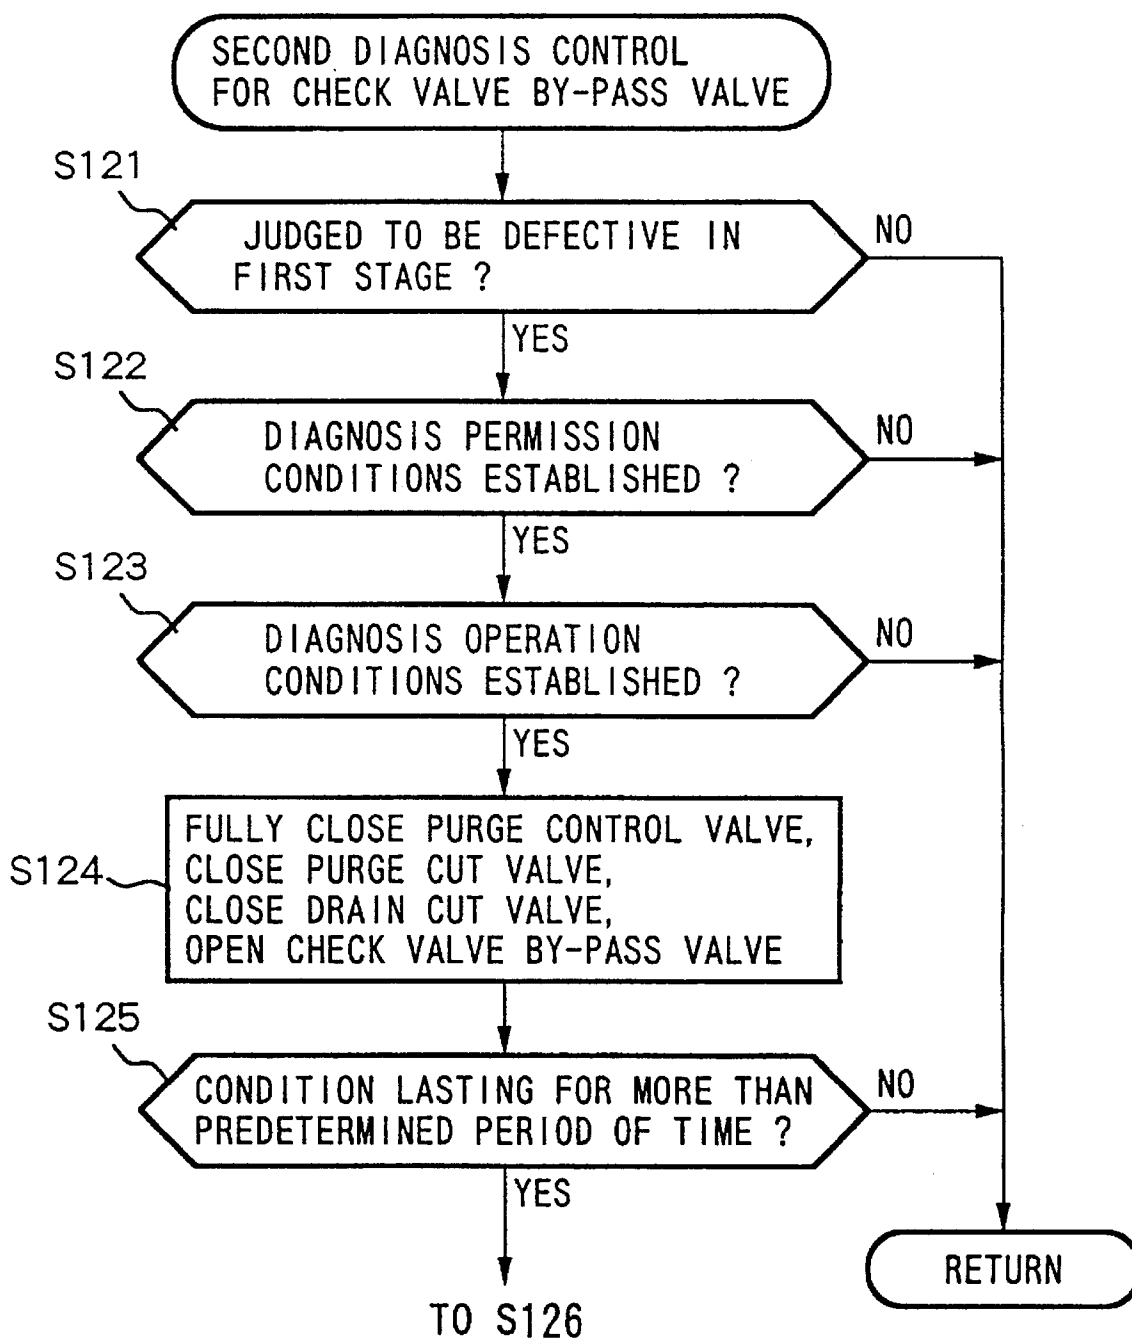 SECOND DIAGNOSIS CONTROL
FOR CHECK VALVE BY-PASS VALVE
S121
JUDGED TO BE DEFECTIVE IN
FIRST STAGE ?
NO
YES
S122
DIAGNOSIS PERMISSION
CONDITIONS ESTABLISHED ?
NO
YES
S123
DIAGNOSIS OPERATION
CONDITIONS ESTABLISHED ?
NO
YES
S124
FULLY CLOSE PURGE CONTROL VALVE,
CLOSE PURGE CUT VALVE,
CLOSE DRAIN CUT VALVE,
OPEN CHECK VALVE BY-PASS VALVE
S125
CONDITION LASTING FOR MORE THAN
PREDETERMINED PERIOD OF TIME ?
NO
YES
RETURN
TO S126